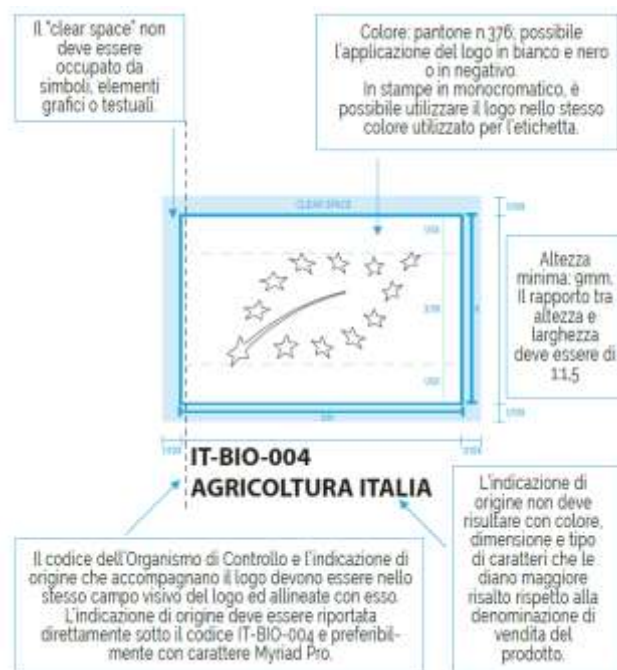 Il "clear space" non
deve essere
occupato da
simboli, elementi
grafici o testuali.
Colore: pantone n.376; possibile
l'applicazione del logo in bianco e nero
o in negativo.
In stampe in monocromatico, è
possibile utilizzare il logo nello stesso
colore utilizzato per l'etichetta.
CLEAR SPACE
Altezza
minima: 9mm.
Il rapporto tra
altezza e
larghezza
deve essere di
1:1,5
IT-BIO-004
AGRICOLTURA ITALIA
Il codice dell'Organismo di Controllo e l'indicazione di
origine che accompagnano il logo devono essere nello
stesso campo visivo del logo ed allineate con esso.
L'indicazione di origine deve essere riportata
direttamente sotto il codice IT-BIO-004 e preferibil-
mente con carattere Myriad Pro.
L'indicazione di
origine non deve
risultare con colore,
dimensione e tipo
di caratteri che le
diano maggiore
risalto rispetto alla
denominazione di
vendita del
prodotto.